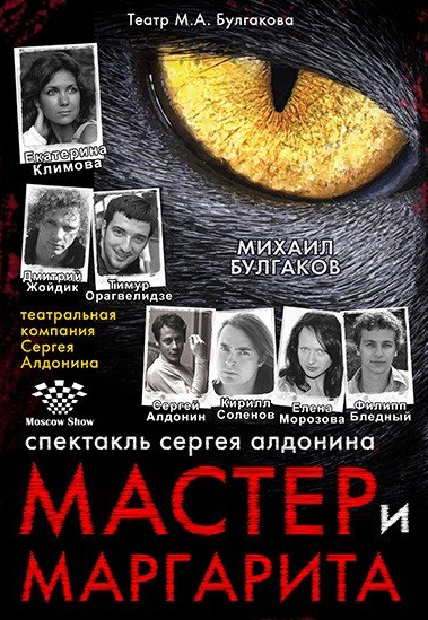 Театр М.А. Булгакова
Екатерина
Климова
МИХАИЛ
БУЛГАКОВ
Дмитрий
Жойдик
Тимур
Орагвелидзе
театральная
компания
Сергея
Алдонина
Moscow Show
Сергей
Алдонин
Кирилл
Соленов
Елена
Морозова
Филипп
Бледный
спектакль сергея алдонина
МАСТЕР и
МАРГАРИТА